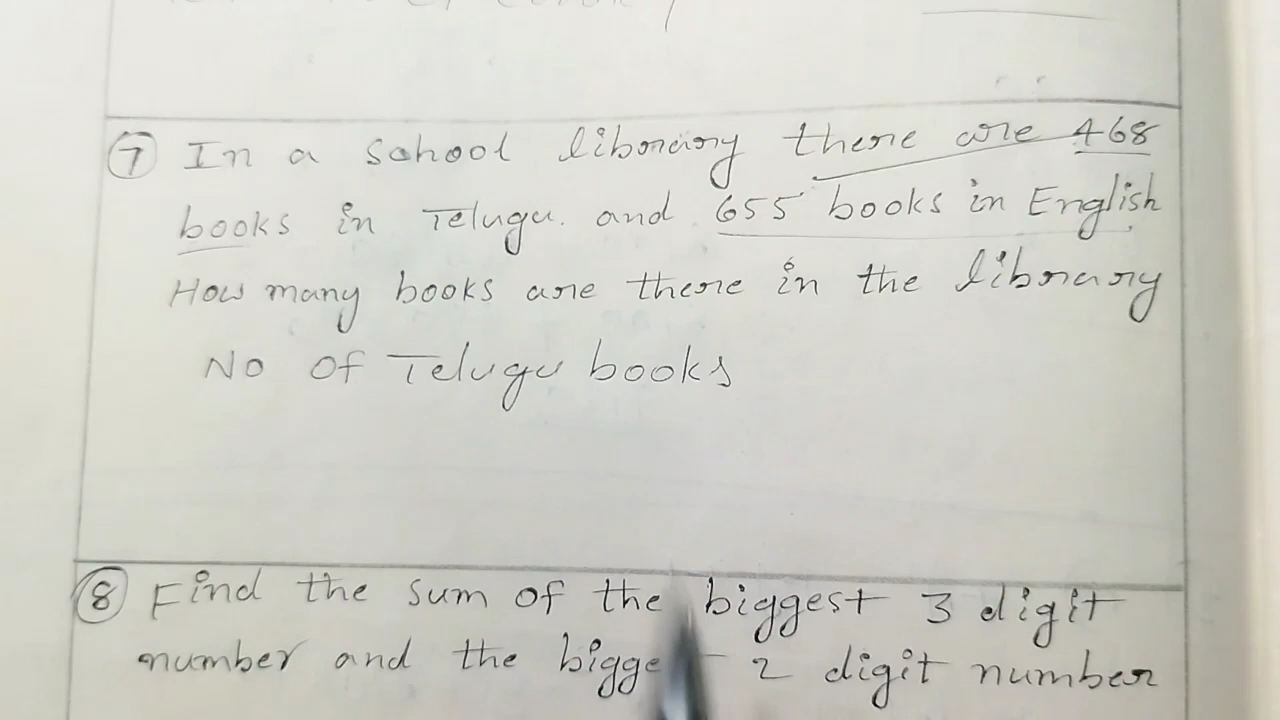 7 In a school library there are 468
books in Telugu. and 655 books in English.
How many books are there in the library
No of Telugu books
8 Find the sum of the biggest 3 digit
number and the 2 digit number